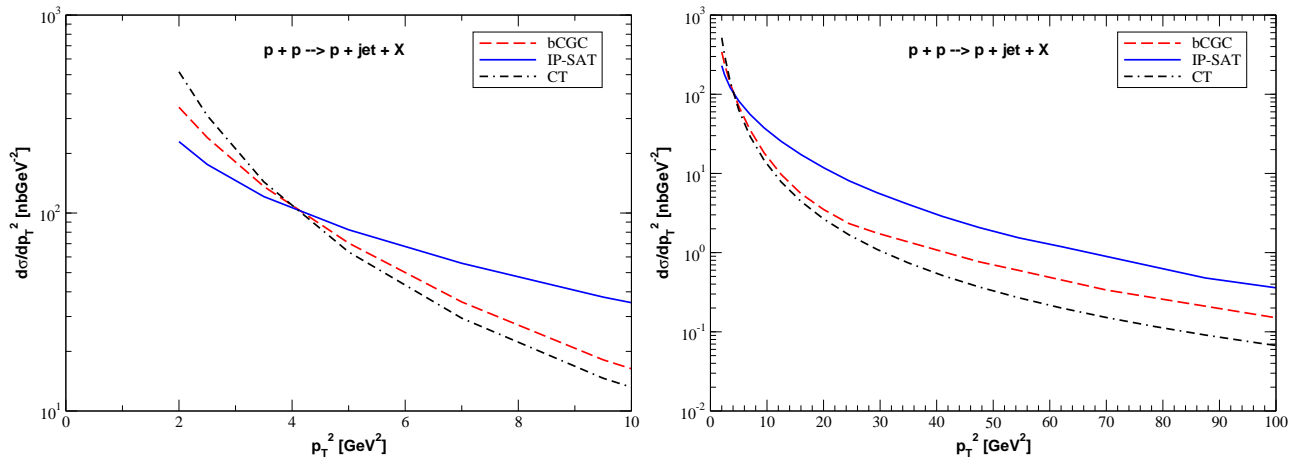 10^3
p + p --> p + jet + X
bCGC
IP-SAT
CT
10^2
dσ/dp_T^2 [nbGeV^-2]
10^1
0 2 4 6 8 10
p_T^2 [GeV^2]
10^3
p + p --> p + jet + X
bCGC
IP-SAT
CT
10^2
10^1
dσ/dp_T^2 [nbGeV^-2]
10^0
10^-1
10^-2
0 10 20 30 40 50 60 70 80 90 100
p_T^2 [GeV^2]